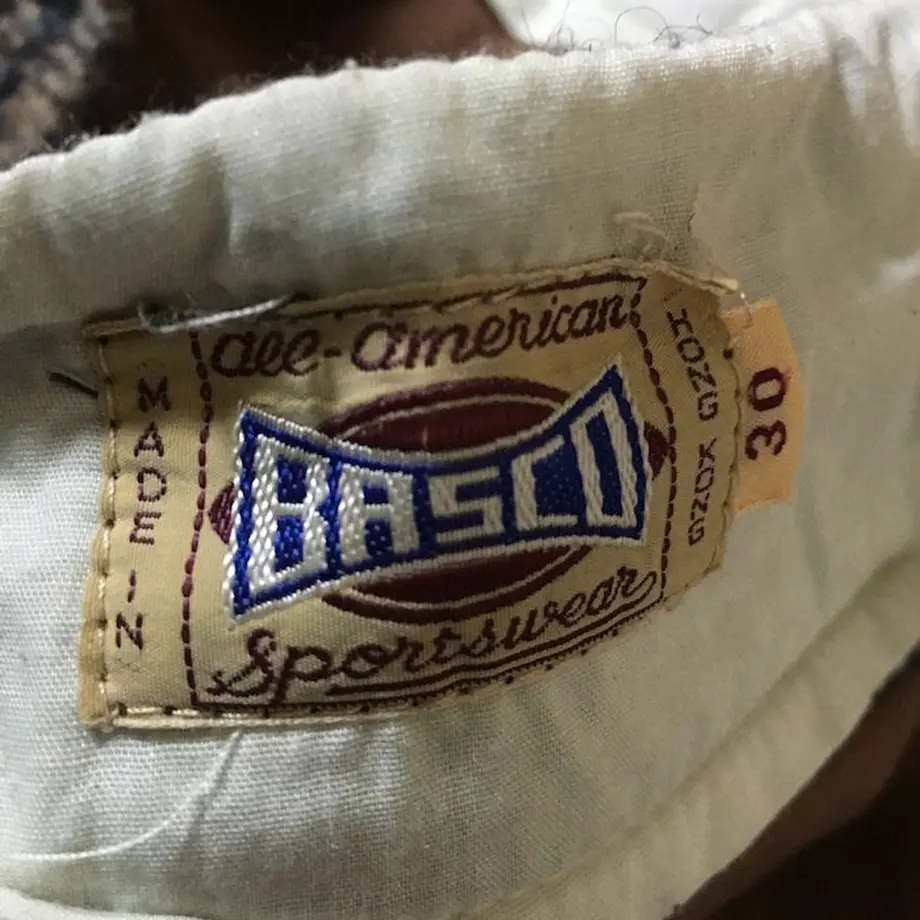 All-American
BASCO
Sportswear
MADE IN
HONG KONG
30